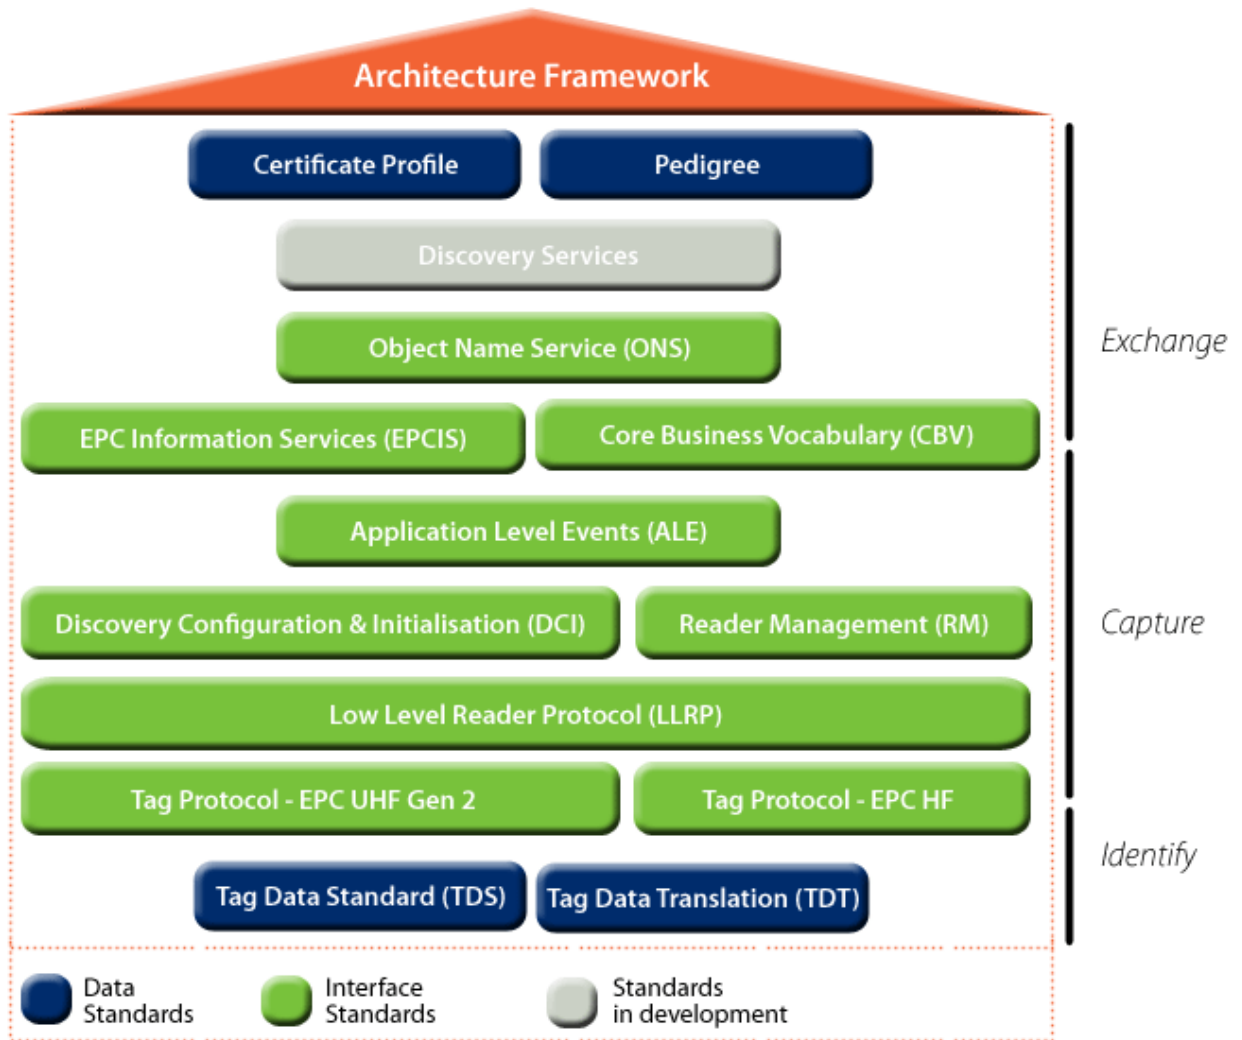 Architecture Framework
Certificate Profile
Pedigree
Discovery Services
Object Name Service (ONS)
Exchange
EPC Information Services (EPCIS)
Core Business Vocabulary (CBV)
Application Level Events (ALE)
Discovery Configuration & Initialisation (DCI)
Reader Management (RM)
Capture
Low Level Reader Protocol (LLRP)
Tag Protocol - EPC UHF Gen 2
Tag Protocol - EPC HF
Identify
Tag Data Standard (TDS)
Tag Data Translation (TDT)
Data
Standards
Interface
Standards
Standards
in development